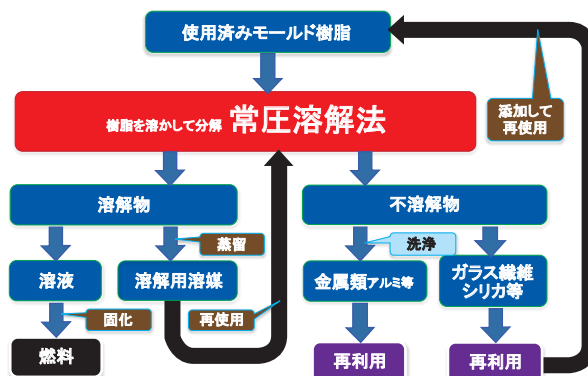 使用済みモールド樹脂
添加して
再使用
樹脂を溶かして分解 常圧溶解法
溶解物
不溶解物
蒸留
洗浄
溶液
溶解用溶媒
金属類アルミ等
ガラス繊維
シリカ等
固化
再使用
燃料
再利用
再利用